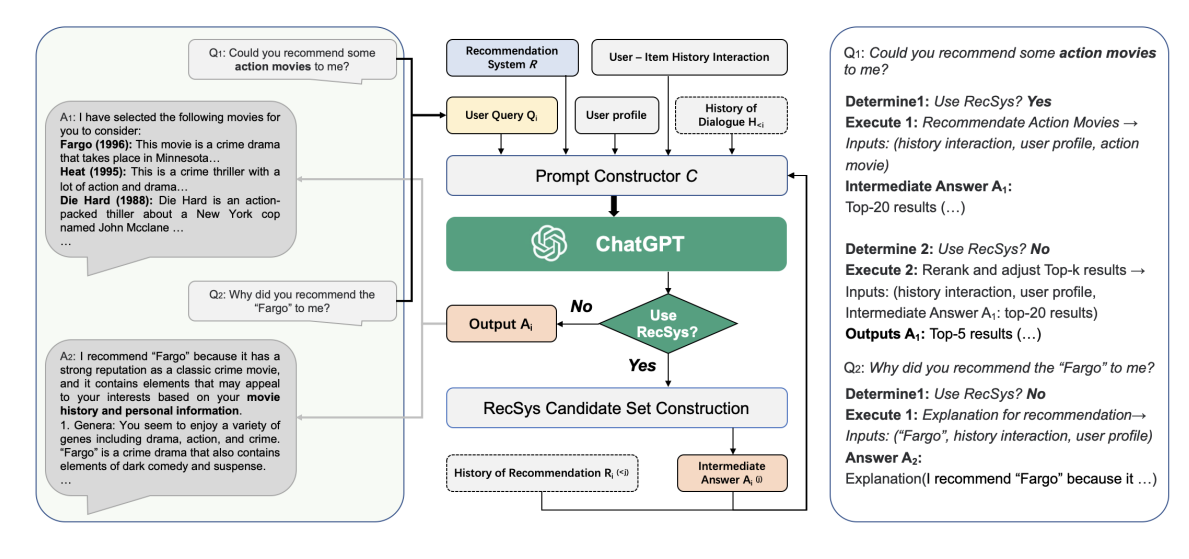 Q1: Could you recommend some
action movies to me?
A1: I have selected the following movies for
you to consider:
Fargo (1996): This movie is a crime drama
that takes place in Minnesota…
Heat (1995): This is a crime thriller with a
lot of action and drama…
Die Hard (1988): Die Hard is an action-
packed thiller about a New York cop
named John Mcclane …
…
Q2: Why did you recommend the
“Fargo” to me?
A2: I recommend “Fargo” because it has a
strong reputation as a classic crime movie,
and it contains elements that may appeal
to your interests based on your movie
history and personal information.
1. Genera: You seem to enjoy a variety of
genes including drama, action, and crime.
“Fargo” is a crime drama that also contains
elements of dark comedy and suspense.
…
Recommendation
System R
User – Item History Interaction
User Query Qi
User profile
History of
Dialogue H<i
Prompt Constructor C
ChatGPT
Use
RecSys?
No
Output Ai
Yes
RecSys Candidate Set Construction
History of Recommendation Ri (<j)
Intermediate
Answer Ai (j)
Q1: Could you recommend some action movies
to me?
Determine1: Use RecSys? Yes
Execute 1: Recommendate Action Movies →
Inputs: (history interaction, user profile, action
movie)
Intermediate Answer A1:
Top-20 results (…)
Determine 2: Use RecSys? No
Execute 2: Rerank and adjust Top-k results →
Inputs: (history interaction, user profile,
Intermediate Answer A1: top-20 results)
Outputs A1: Top-5 results (…)
Q2: Why did you recommend the “Fargo” to me?
Determine1: Use RecSys? No
Execute 1: Explanation for recommendation→
Inputs: (“Fargo”, history interaction, user profile)
Answer A2:
Explanation(I recommend “Fargo” because it …)